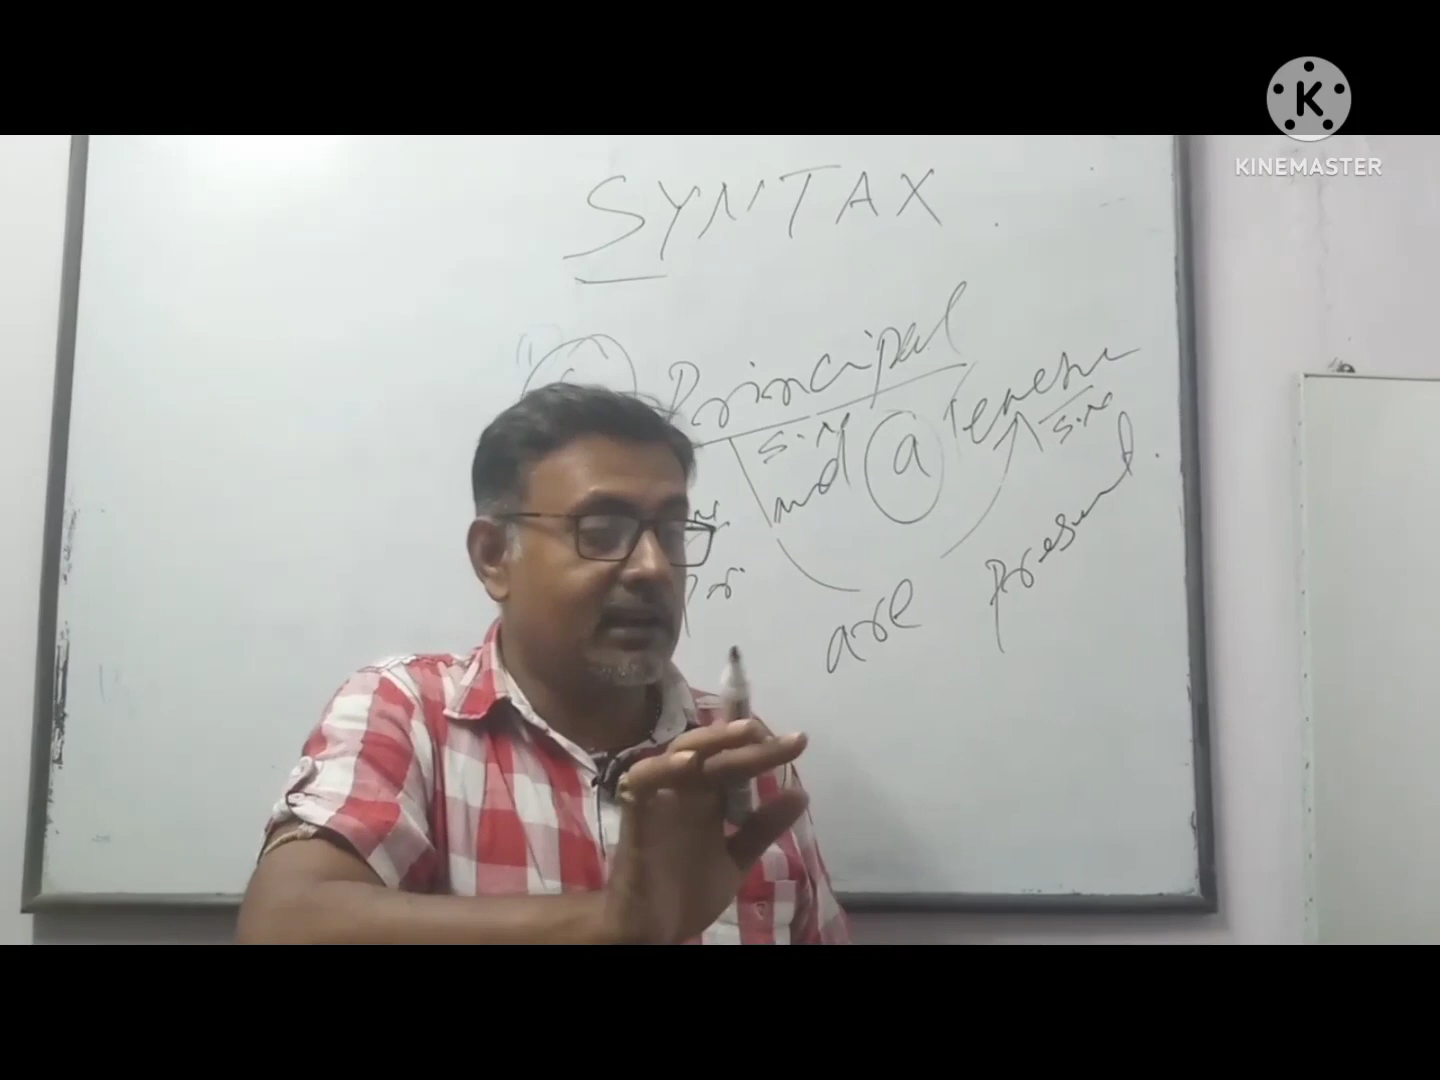 KINEMASTER
SYNTAX
Principal
S.N
and a Teacher
S.N
are present.